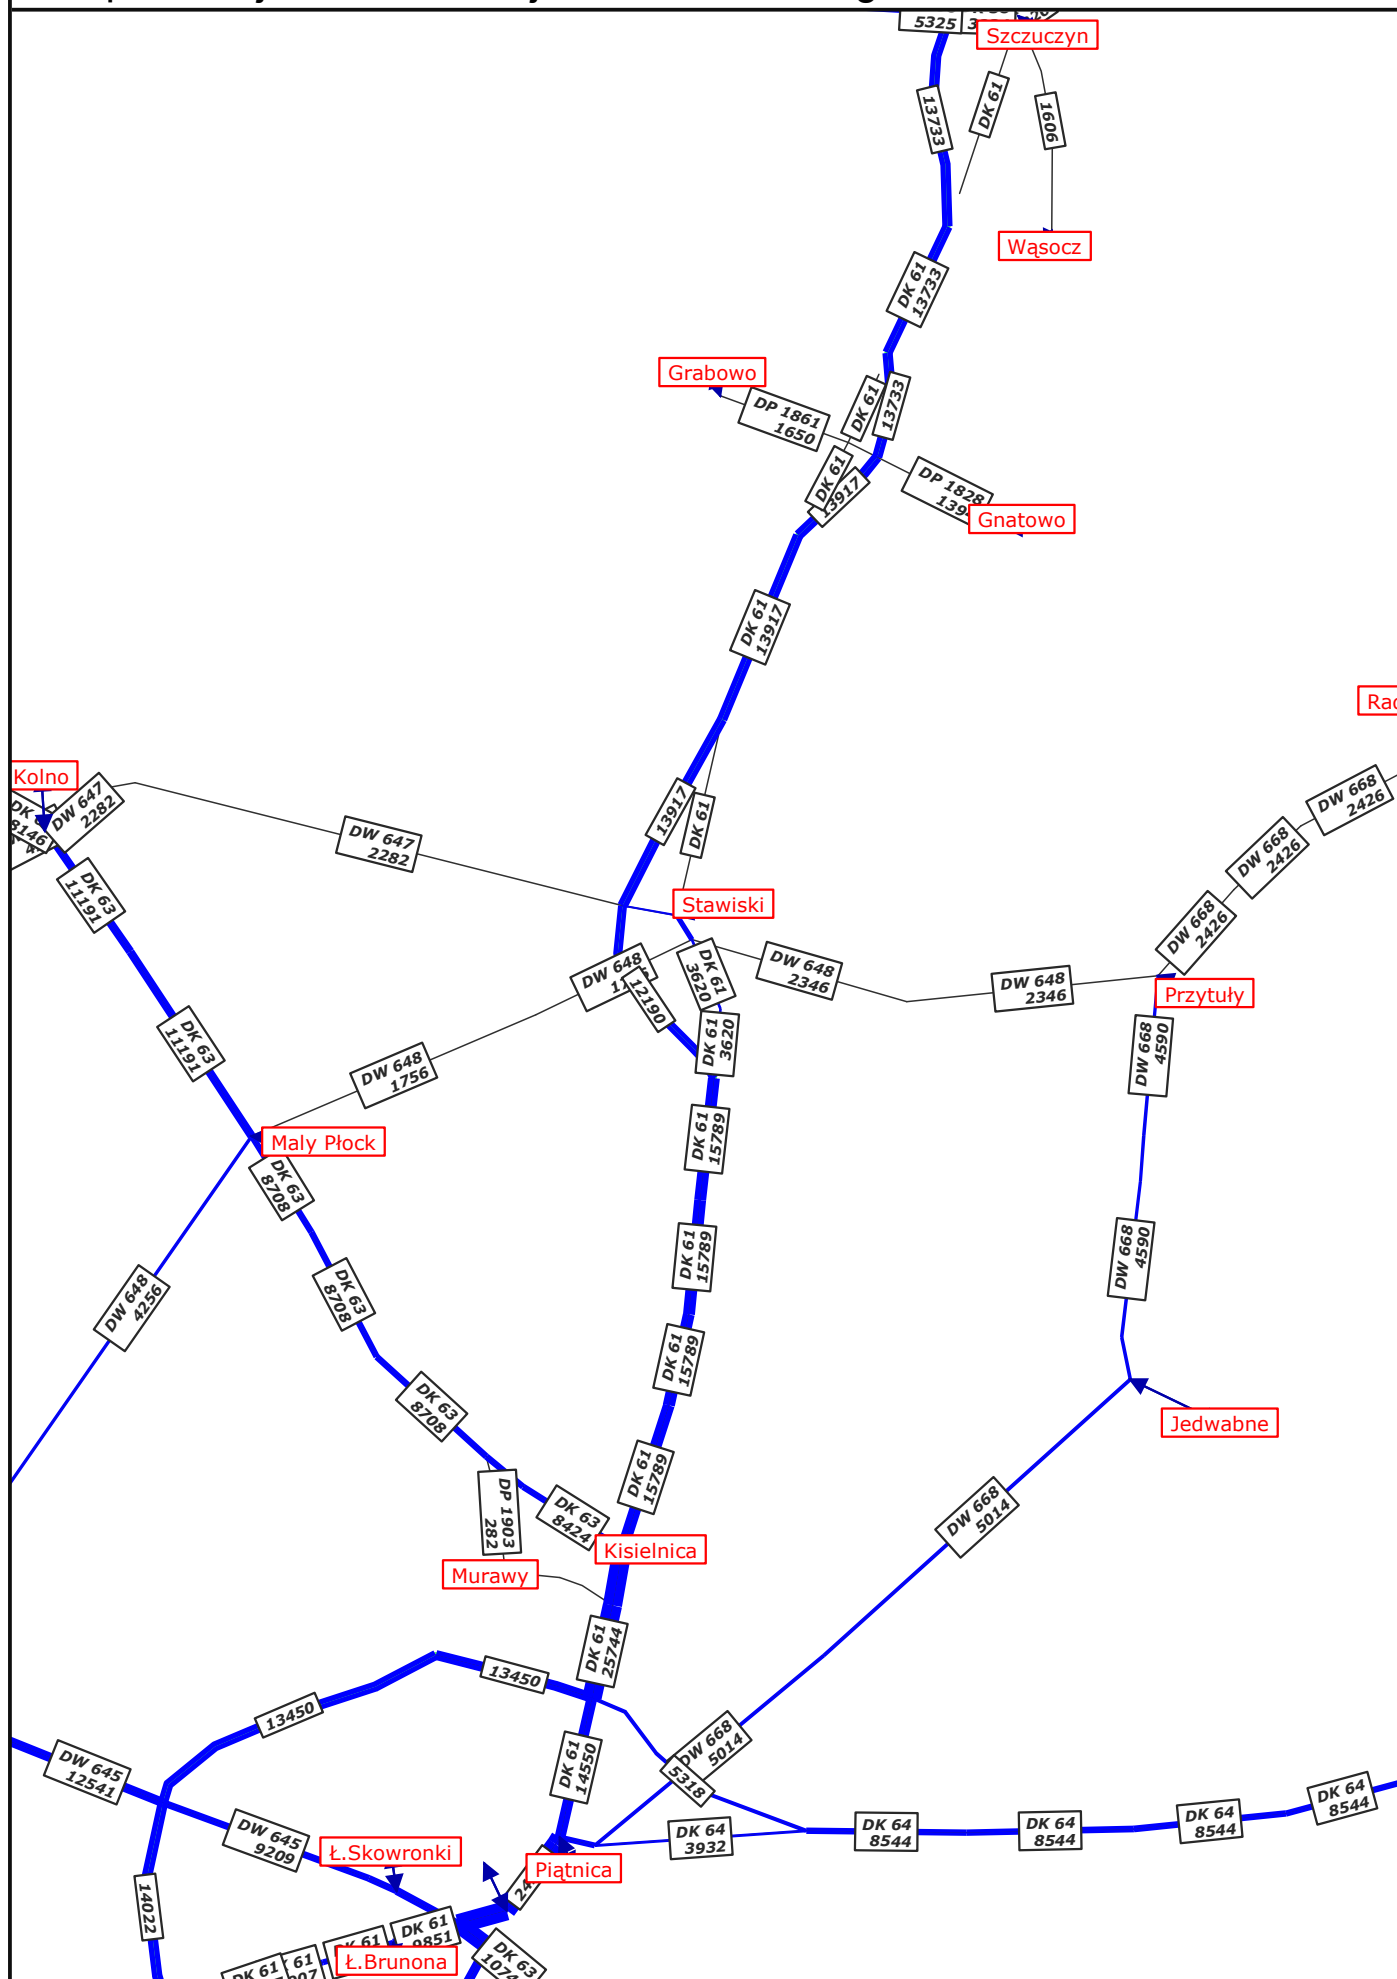 5325
Szczuczyn
13733
DK 61
1606
Wąsocz
DK 61
13733
Grabowo
DP 1861
1650
DK 61
13733
DK 61
13917
DP 1828
Gnatowo
DK 61
13917
Kolno
DW 647
2282
8146
DW 647
2282
13917
DK 61
DK 63
11191
Stawiski
DW 648
12190
DK 61
3620
DW 648
2346
DW 648
2346
DW 668
2426
DW 668
2426
DW 668
2426
Przytuły
DK 63
11191
DK 61
3620
DW 668
4590
DW 648
1756
Maly Płock
DK 61
15789
DK 63
8708
DK 61
15789
DW 668
4590
DW 648
4256
DK 63
8708
DK 61
15789
DK 63
8708
Jedwabne
DK 61
15789
DP 1903
282
DK 63
8424
Kisielnica
DW 668
5014
Murawy
DK 61
25744
13450
13450
DW 645
12541
DK 61
14550
DW 668
5014
5318
DW 645
9209
DK 64
3932
DK 64
8544
DK 64
8544
DK 64
8544
DK 64
8544
Ł.Skowronki
Piątnica
14022
DK 61
9851
Ł.Brunona
DK 61
DK 63